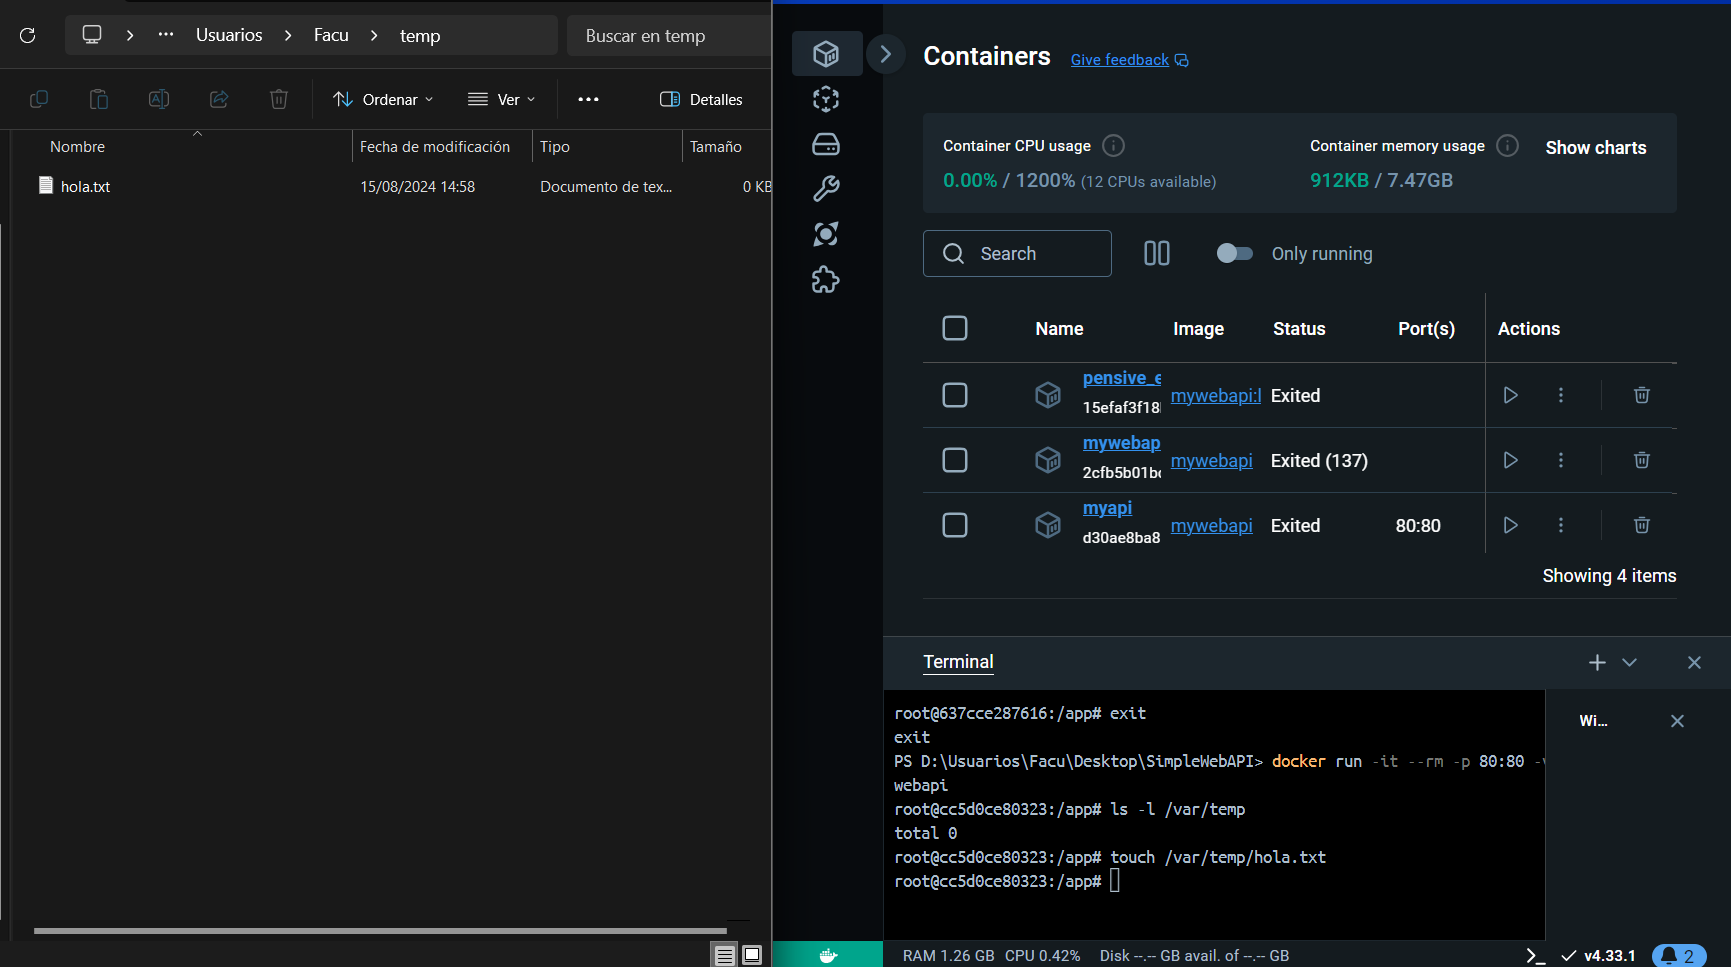 Usuarios > Facu > temp
Buscar en temp
Ordenar
Ver
Detalles
Nombre
Fecha de modificación
Tipo
Tamaño
hola.txt
15/08/2024 14:58
Documento de tex...
0 KB
Containers
Give feedback
Container CPU usage
0.00% / 1200% (12 CPUs available)
Container memory usage
912KB / 7.47GB
Show charts
Search
Only running
Name
Image
Status
Port(s)
Actions
pensive_e
15efaf3f18
mywebapi:l
Exited
mywebap
2cfb5b01b
mywebapi
Exited (137)
myapi
d30ae8ba8
mywebapi
Exited
80:80
Showing 4 items
Terminal
root@637cce287616:/app# exit
exit
PS D:\Usuarios\Facu\Desktop\SimpleWebAPI> docker run -it --rm -p 80:80 -v
webapi
root@cc5d0ce80323:/app# ls -l /var/temp
total 0
root@cc5d0ce80323:/app# touch /var/temp/hola.txt
root@cc5d0ce80323:/app#
Wi...
RAM 1.26 GB CPU 0.42% Disk --.-- GB avail. of --.-- GB
v4.33.1
2